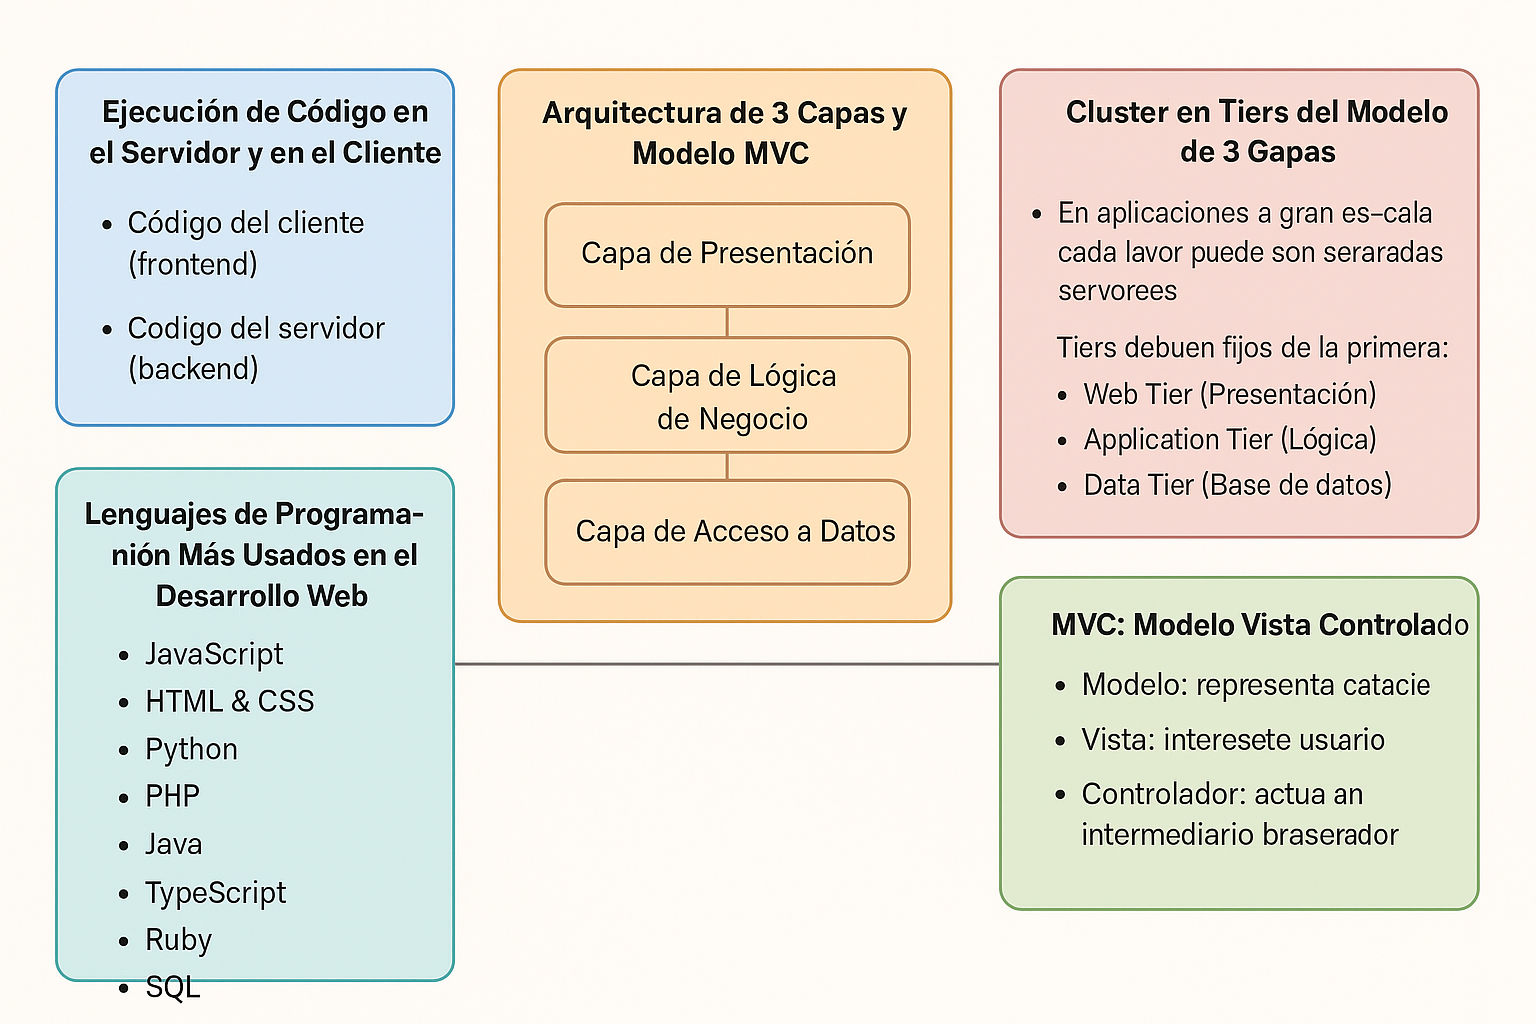 Ejecución de Código en
el Servidor y en el Cliente
• Código del cliente
(frontend)
• Codigo del servidor
(backend)
Lenguajes de Programa-
nión Más Usados en el
Desarrollo Web
• JavaScript
• HTML & CSS
• Python
• PHP
• Java
• TypeScript
• Ruby
• SQL
Arquitectura de 3 Capas y
Modelo MVC
Capa de Presentación
Capa de Lógica
de Negocio
Capa de Acceso a Datos
Cluster en Tiers del Modelo
de 3 Gapas
• En aplicaciones a gran es–cala
cada lavor puede son seraradas
servorees
Tiers debuen fijos de la primera:
• Web Tier (Presentación)
• Application Tier (Lógica)
• Data Tier (Base de datos)
MVC: Modelo Vista Controlado
• Modelo: representa catacie
• Vista: interesete usuario
• Controlador: actua an
intermediario braserador